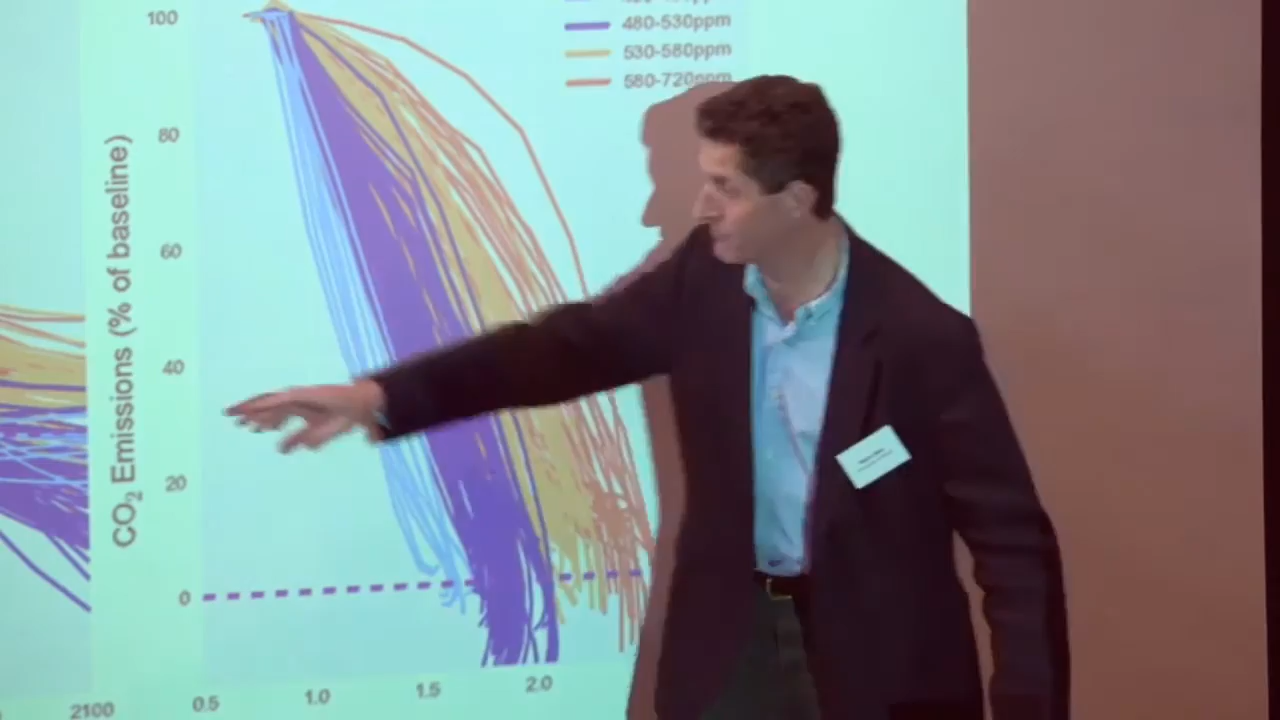 480-530ppm
530-580ppm
580-720ppm
CO₂ Emissions (% of baseline)
100
80
60
40
20
0
2100
0.5
1.0
1.5
2.0